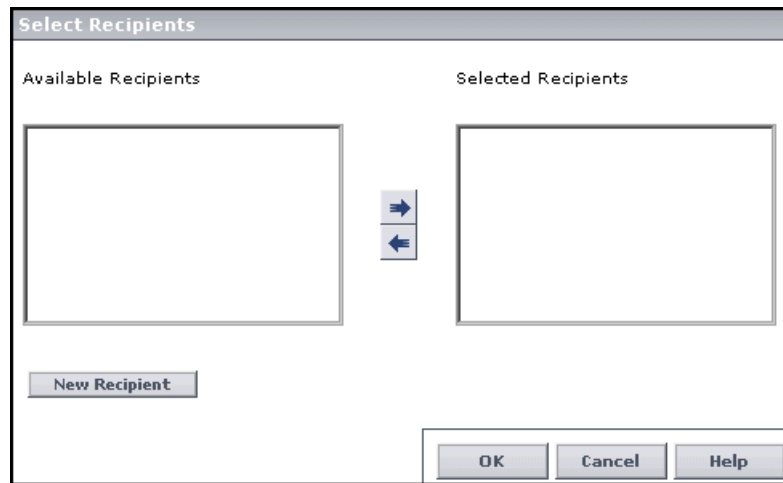 Select Recipients
Available Recipients
Selected Recipients
New Recipient
OK
Cancel
Help